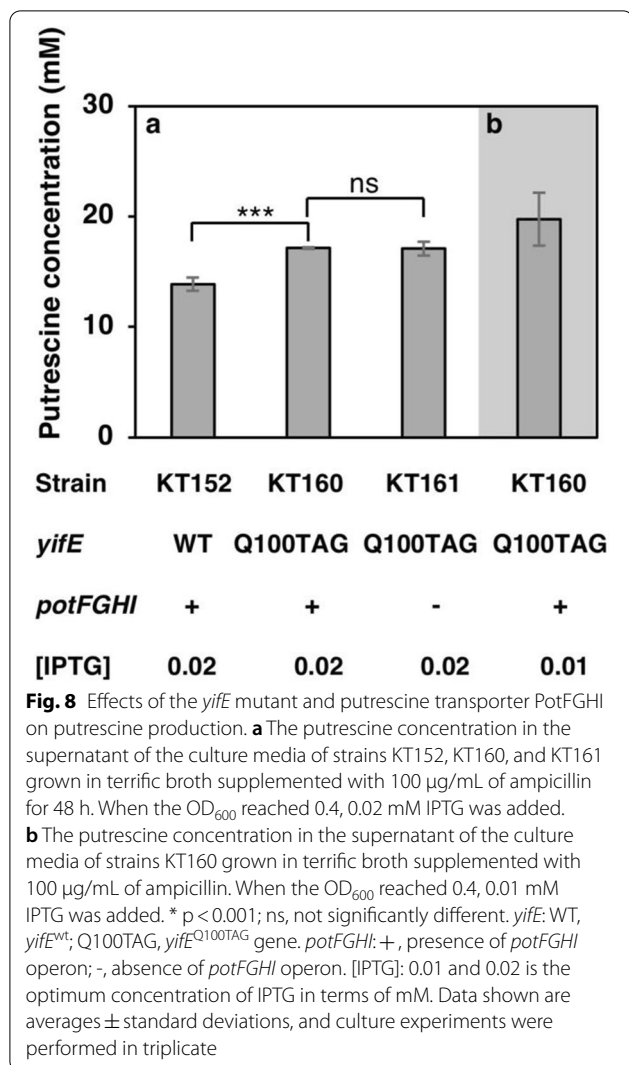 Putrescine concentration (mM)
30
20
10
0
a
b
***
ns
Strain KT152 KT160 KT161 KT160
yifE WT Q100TAG Q100TAG Q100TAG
potFGHI + + - +
[IPTG] 0.02 0.02 0.02 0.01
Fig. 8 Effects of the yifE mutant and putrescine transporter PotFGHI
on putrescine production. a The putrescine concentration in the
supernatant of the culture media of strains KT152, KT160, and KT161
grown in terrific broth supplemented with 100 µg/mL of ampicillin
for 48 h. When the OD600 reached 0.4, 0.02 mM IPTG was added.
b The putrescine concentration in the supernatant of the culture
media of strains KT160 grown in terrific broth supplemented with
100 µg/mL of ampicillin. When the OD600 reached 0.4, 0.01 mM
IPTG was added. * p < 0.001; ns, not significantly different. yifE: WT,
yifEwt; Q100TAG, yifEQ100TAG gene. potFGHI: +, presence of potFGHI
operon; -, absence of potFGHI operon. [IPTG]: 0.01 and 0.02 is the
optimum concentration of IPTG in terms of mM. Data shown are
averages ± standard deviations, and culture experiments were
performed in triplicate